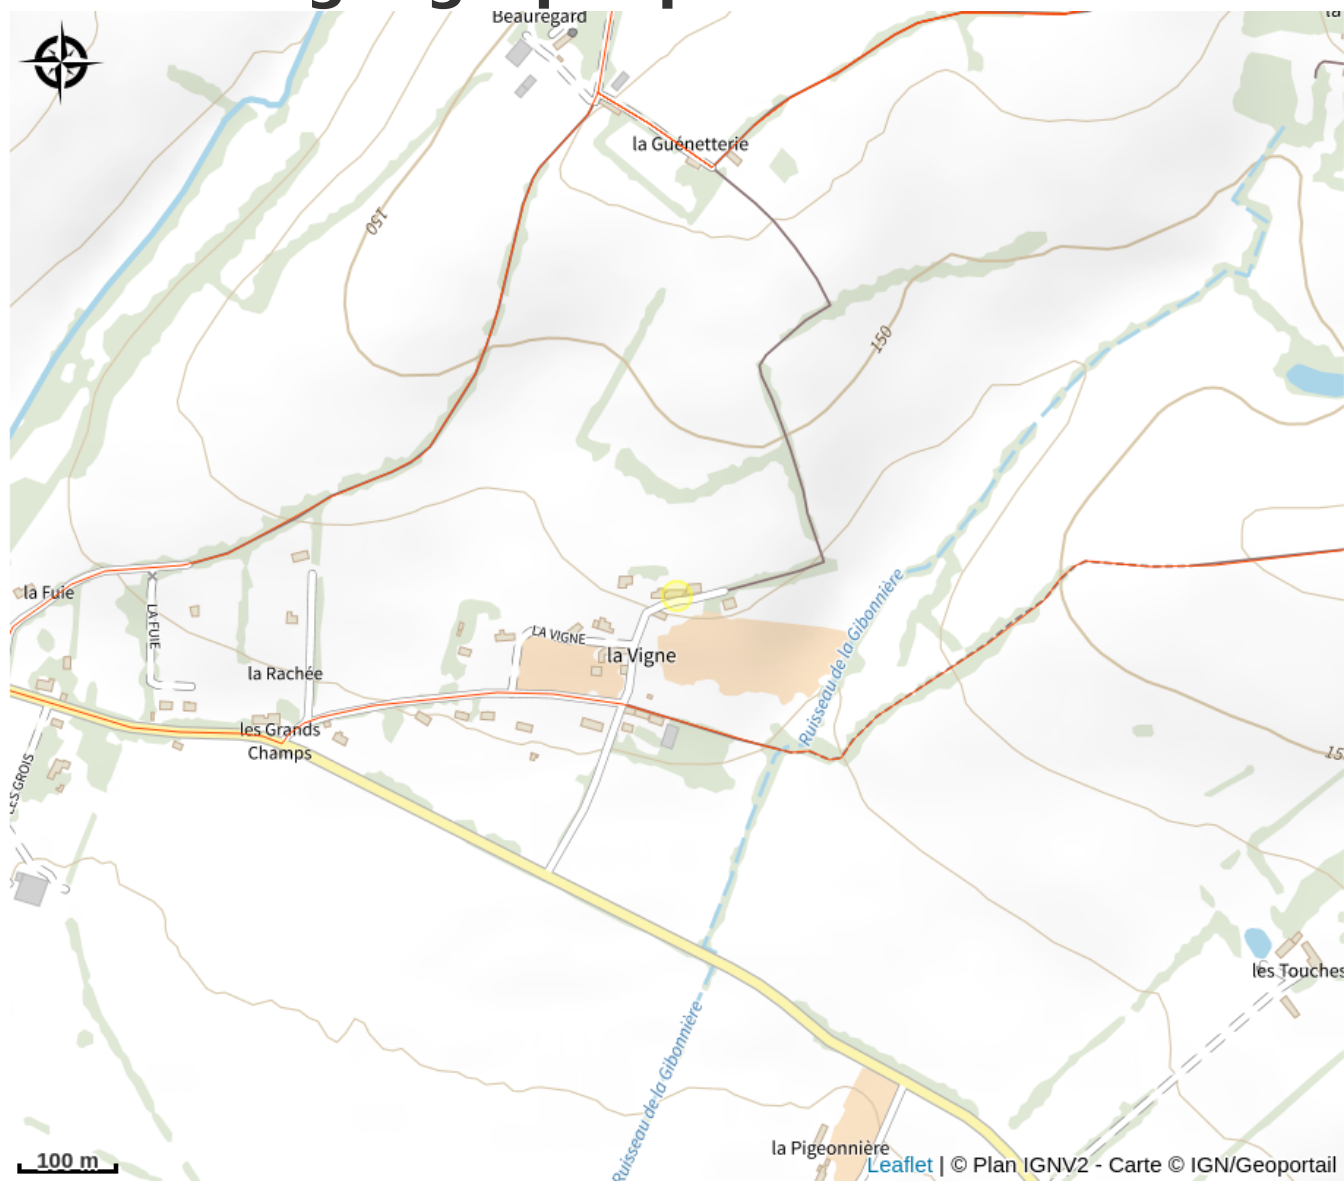 Beauregard
la
la Guénetterie
150
150
la Fuie
LA FUIE
LA VIGNE
la Vigne
la Rachée
les Grands
Champs
Ruisseau de la Gibonnière
LES GROIS
15
les Touches
Ruisseau de la Gibonnière
la Pigeonnière
100 m
Leaflet | © Plan IGNV2 - Carte © IGN/Geoportail